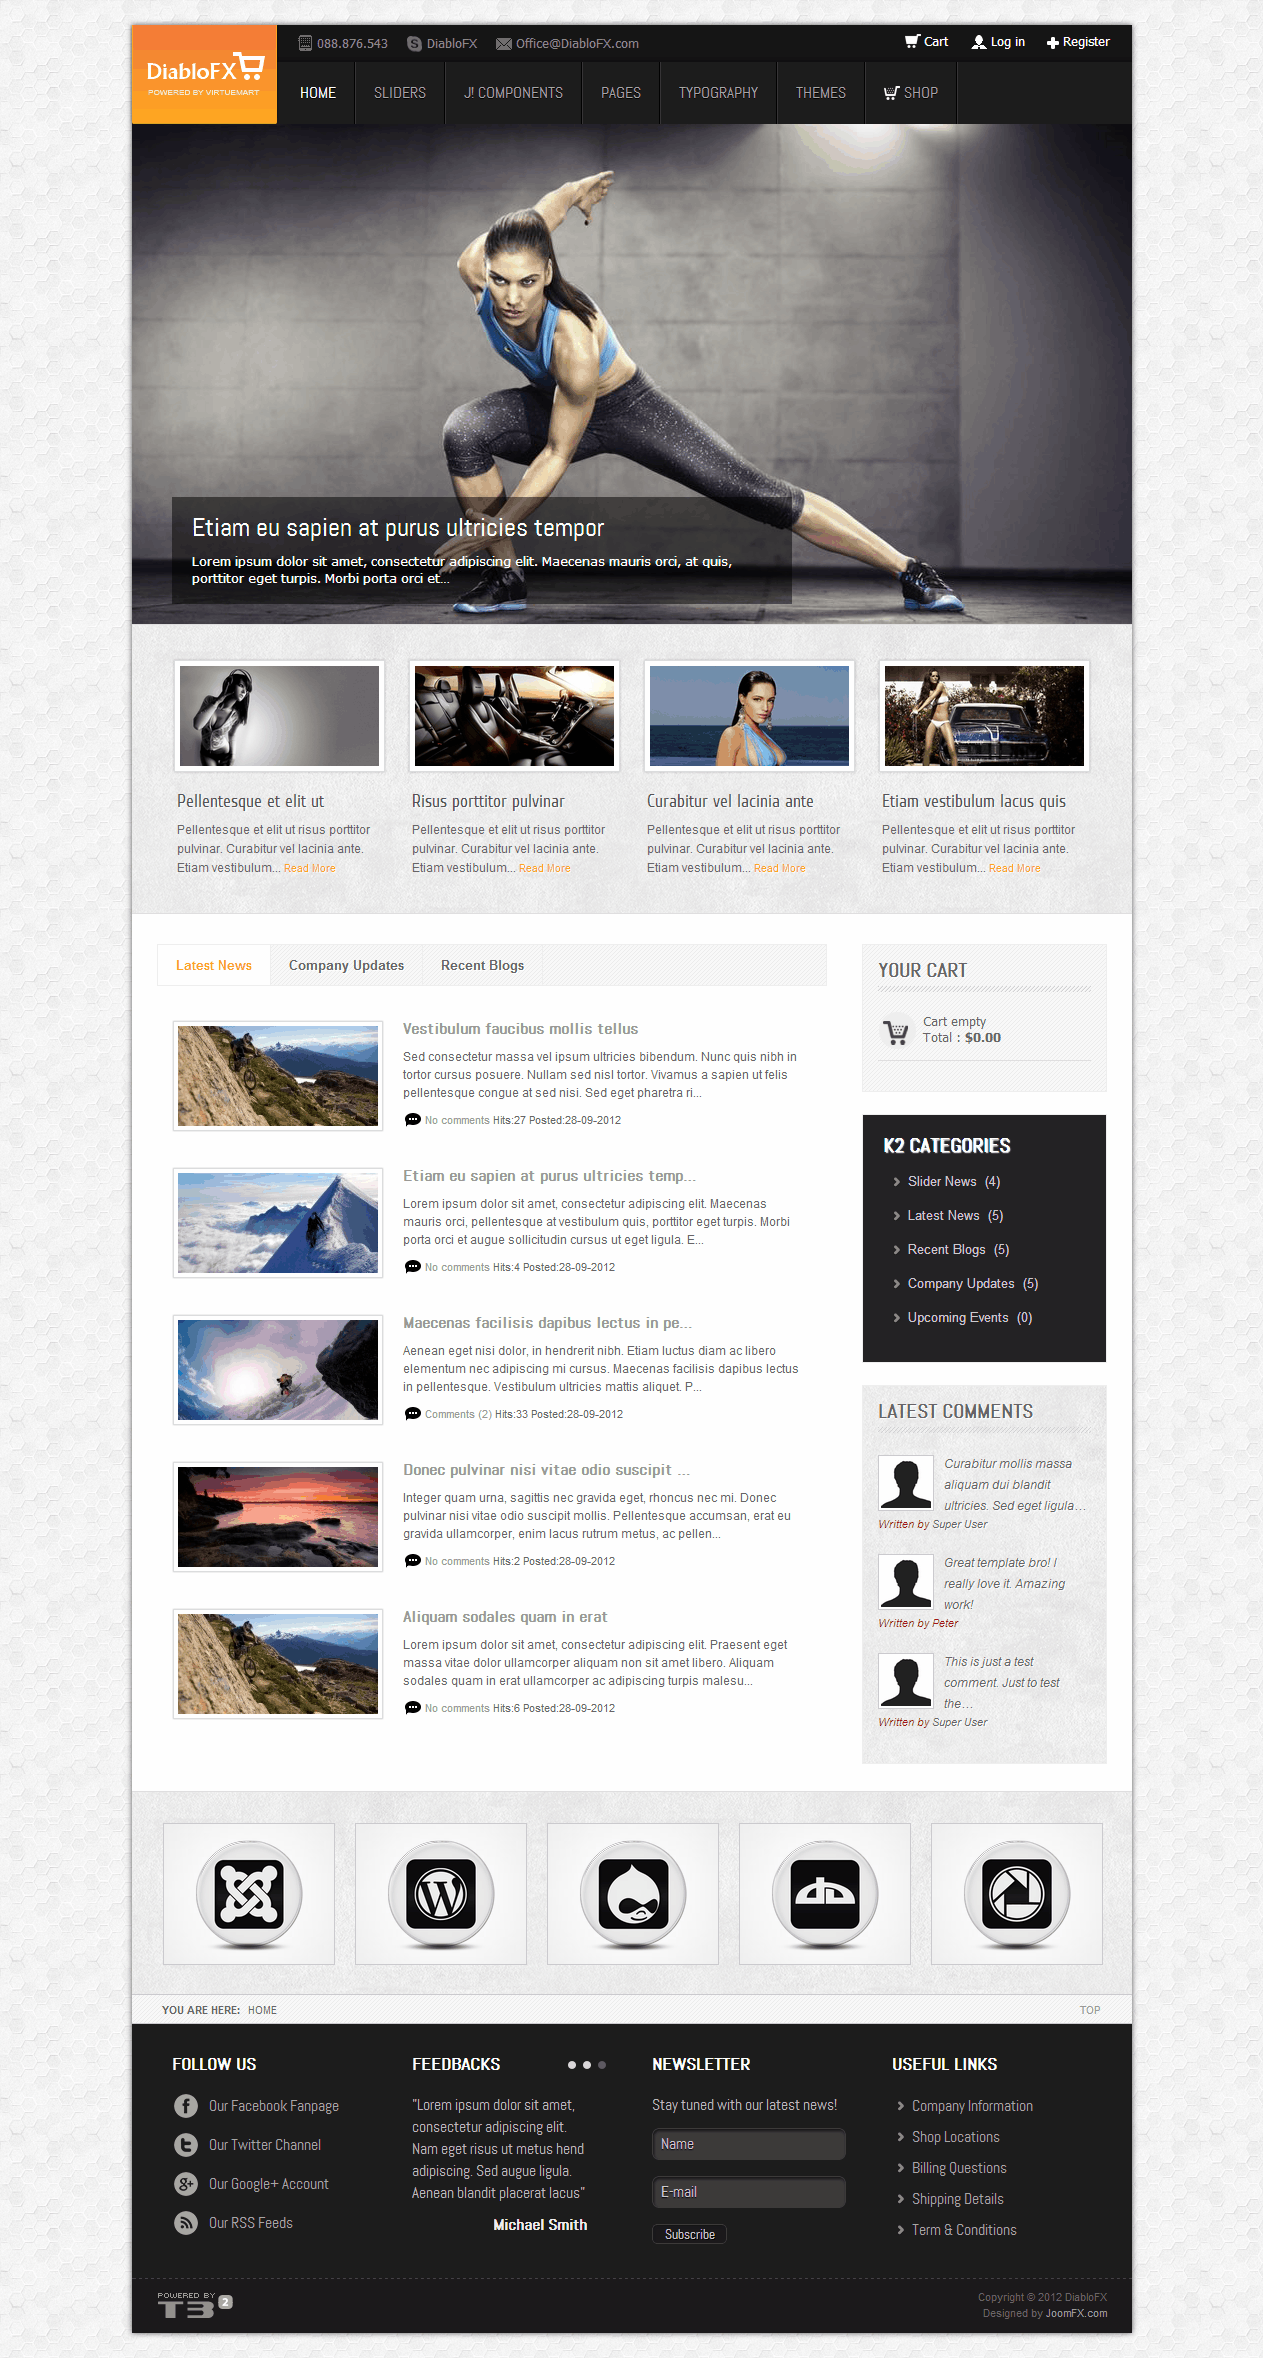 DiabloFX
POWERED BY VIRTUEMART
088.876.543 DiabloFX Office@DiabloFX.com
Cart Log in Register
HOME SLIDERS J! COMPONENTS PAGES TYPOGRAPHY THEMES SHOP
Etiam eu sapien at purus ultricies tempor
Lorem ipsum dolor sit amet, consectetur adipiscing elit. Maecenas mauris orci, at quis,
porttitor eget turpis. Morbi porta orci et...
Pellentesque et elit ut
Pellentesque et elit ut risus porttitor
pulvinar. Curabitur vel lacinia ante.
Etiam vestibulum... Read More
Risus porttitor pulvinar
Pellentesque et elit ut risus porttitor
pulvinar. Curabitur vel lacinia ante.
Etiam vestibulum... Read More
Curabitur vel lacinia ante
Pellentesque et elit ut risus porttitor
pulvinar. Curabitur vel lacinia ante.
Etiam vestibulum... Read More
Etiam vestibulum lacus quis
Pellentesque et elit ut risus porttitor
pulvinar. Curabitur vel lacinia ante.
Etiam vestibulum... Read More
Latest News Company Updates Recent Blogs
Vestibulum faucibus mollis tellus
Sed consectetur massa vel ipsum ultricies bibendum. Nunc quis nibh in
tortor cursus posuere. Nullam sed nisl tortor. Vivamus a sapien ut felis
pellentesque congue at sed nisi. Sed eget pharetra ri...
No comments Hits:27 Posted:28-09-2012
Etiam eu sapien at purus ultricies temp...
Lorem ipsum dolor sit amet, consectetur adipiscing elit. Maecenas
mauris orci, pellentesque at vestibulum quis, porttitor eget turpis. Morbi
porta orci et augue sollicitudin cursus ut eget ligula. E...
No comments Hits:4 Posted:28-09-2012
Maecenas facilisis dapibus lectus in pe...
Aenean eget nisi dolor, in hendrerit nibh. Etiam luctus diam ac libero
elementum nec adipiscing mi cursus. Maecenas facilisis dapibus lectus
in pellentesque. Vestibulum ultricies mattis aliquet. P...
Comments (2) Hits:33 Posted:28-09-2012
Donec pulvinar nisi vitae odio suscipit ...
Integer quam urna, sagittis nec gravida eget, rhoncus nec mi. Donec
pulvinar nisi vitae odio suscipit mollis. Pellentesque accumsan, erat eu
gravida ullamcorper, enim lacus rutrum metus, ac pellen...
No comments Hits:2 Posted:28-09-2012
Aliquam sodales quam in erat
Lorem ipsum dolor sit amet, consectetur adipiscing elit. Praesent eget
massa vitae dolor ullamcorper aliquam non sit amet libero. Aliquam
sodales quam in erat ullamcorper ac adipiscing turpis malesu...
No comments Hits:6 Posted:28-09-2012
YOUR CART
Cart empty
Total : $0.00
K2 CATEGORIES
Slider News (4)
Latest News (5)
Recent Blogs (5)
Company Updates (5)
Upcoming Events (0)
LATEST COMMENTS
Curabitur mollis massa
aliquam dui blandit
ultricies. Sed eget ligula...
Written by Super User
Great template bro! I
really love it. Amazing
work!
Written by Peter
This is just a test
comment. Just to test
the...
Written by Super User
YOU ARE HERE: HOME
TOP
FOLLOW US
Our Facebook Fanpage
Our Twitter Channel
Our Google+ Account
Our RSS Feeds
FEEDBACKS
"Lorem ipsum dolor sit amet,
consectetur adipiscing elit.
Nam eget risus ut metus hend
adipiscing. Sed augue ligula.
Aenean blandit placerat lacus"
Michael Smith
NEWSLETTER
Stay tuned with our latest news!
Name
E-mail
Subscribe
USEFUL LINKS
Company Information
Shop Locations
Billing Questions
Shipping Details
Term & Conditions
POWERED BY
T3 2
Copyright © 2012 DiabloFX
Designed by JoomFX.com